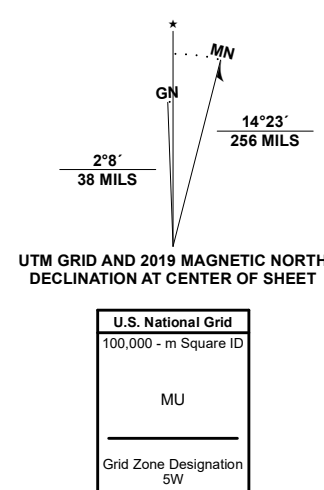 ★
MN
GN
14°23´
256 MILS
2°8´
38 MILS
UTM GRID AND 2019 MAGNETIC NORTH
DECLINATION AT CENTER OF SHEET
U.S. National Grid
100,000 - m Square ID
MU
Grid Zone Designation
5W